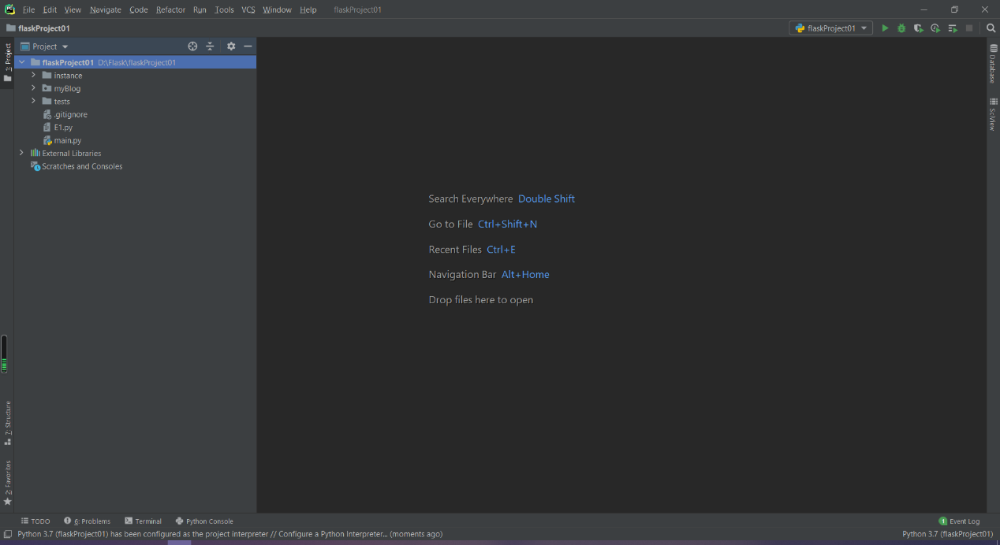 PC File Edit View Navigate Code Refactor Run Tools VCS Window Help flaskProject01
flaskProject01 flaskProject01
1: Project
Project
flaskProject01 D:\Flask\flaskProject01
instance
myBlog
tests
.gitignore
E1.py
main.py
External Libraries
Scratches and Consoles
Search Everywhere Double Shift
Go to File Ctrl+Shift+N
Recent Files Ctrl+E
Navigation Bar Alt+Home
Drop files here to open
Database
SciView
7: Structure
2: Favorites
TODO 6: Problems Terminal Python Console 1 Event Log
Python 3.7 (flaskProject01) has been configured as the project interpreter // Configure a Python Interpreter... (moments ago) Python 3.7 (flaskProject01)